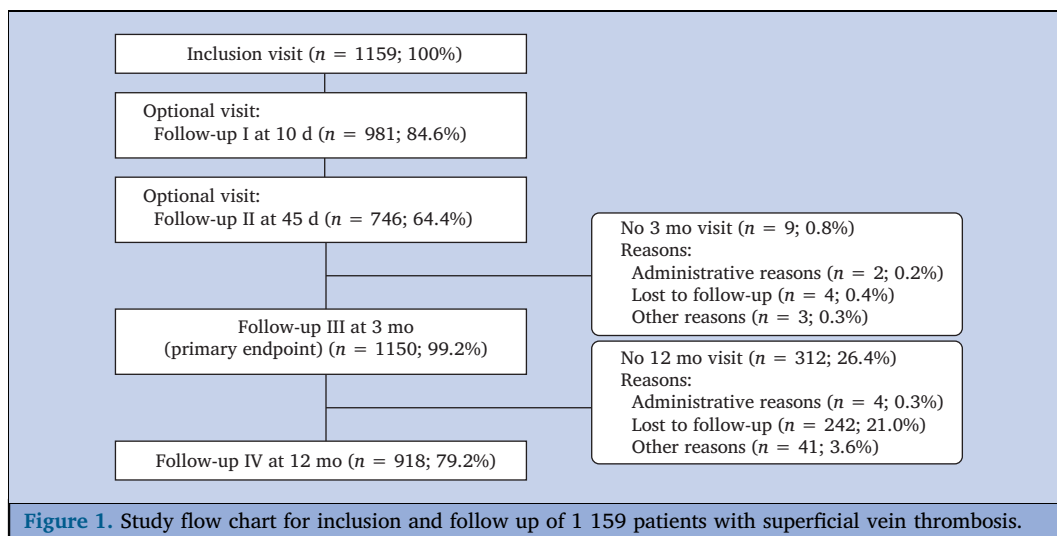 Inclusion visit (n = 1159; 100%)
Optional visit:
Follow-up I at 10 d (n = 981; 84.6%)
Optional visit:
Follow-up II at 45 d (n = 746; 64.4%)
No 3 mo visit (n = 9; 0.8%)
Reasons:
Administrative reasons (n = 2; 0.2%)
Lost to follow-up (n = 4; 0.4%)
Other reasons (n = 3; 0.3%)
Follow-up III at 3 mo
(primary endpoint) (n = 1150; 99.2%)
No 12 mo visit (n = 312; 26.4%)
Reasons:
Administrative reasons (n = 4; 0.3%)
Lost to follow-up (n = 242; 21.0%)
Other reasons (n = 41; 3.6%)
Follow-up IV at 12 mo (n = 918; 79.2%)
Figure 1. Study flow chart for inclusion and follow up of 1 159 patients with superficial vein thrombosis.